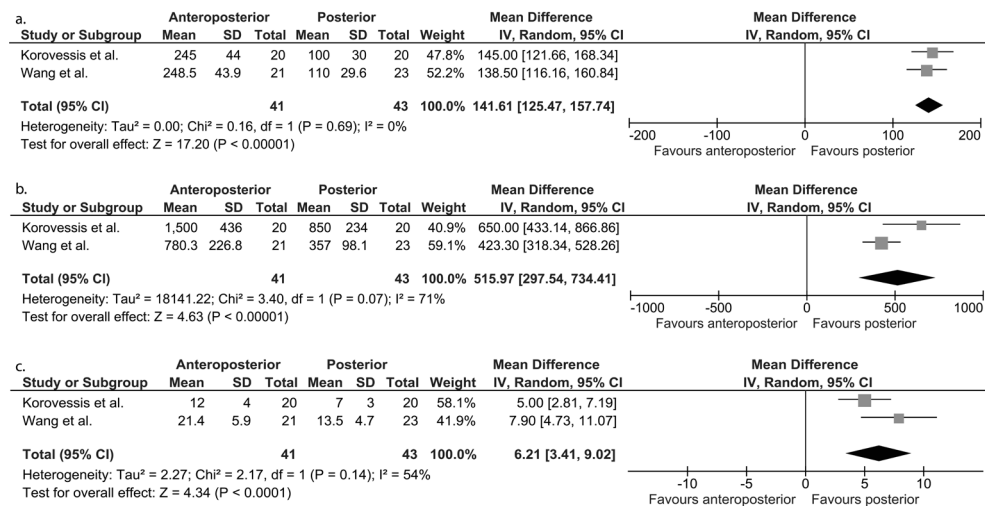 a.
Anteroposterior Posterior Mean Difference Mean Difference
Study or Subgroup Mean SD Total Mean SD Total Weight IV, Random, 95% CI IV, Random, 95% CI
Korovessis et al. 245 44 20 100 30 20 47.8% 145.00 [121.66, 168.34]
Wang et al. 248.5 43.9 21 110 29.6 23 52.2% 138.50 [116.16, 160.84]
Total (95% CI) 41 43 100.0% 141.61 [125.47, 157.74]
Heterogeneity: Tau² = 0.00; Chi² = 0.16, df = 1 (P = 0.69); I² = 0%
Test for overall effect: Z = 17.20 (P < 0.00001)
-200 -100 0 100 200
Favours anteroposterior Favours posterior
b.
Anteroposterior Posterior Mean Difference Mean Difference
Study or Subgroup Mean SD Total Mean SD Total Weight IV, Random, 95% CI IV, Random, 95% CI
Korovessis et al. 1,500 436 20 850 234 20 40.9% 650.00 [433.14, 866.86]
Wang et al. 780.3 226.8 21 357 98.1 23 59.1% 423.30 [318.34, 528.26]
Total (95% CI) 41 43 100.0% 515.97 [297.54, 734.41]
Heterogeneity: Tau² = 18141.22; Chi² = 3.40, df = 1 (P = 0.07); I² = 71%
Test for overall effect: Z = 4.63 (P < 0.00001)
-1000 -500 0 500 1000
Favours anteroposterior Favours posterior
c.
Anteroposterior Posterior Mean Difference Mean Difference
Study or Subgroup Mean SD Total Mean SD Total Weight IV, Random, 95% CI IV, Random, 95% CI
Korovessis et al. 12 4 20 7 3 20 58.1% 5.00 [2.81, 7.19]
Wang et al. 21.4 5.9 21 13.5 4.7 23 41.9% 7.90 [4.73, 11.07]
Total (95% CI) 41 43 100.0% 6.21 [3.41, 9.02]
Heterogeneity: Tau² = 2.27; Chi² = 2.17, df = 1 (P = 0.14); I² = 54%
Test for overall effect: Z = 4.34 (P < 0.0001)
-10 -5 0 5 10
Favours anteroposterior Favours posterior